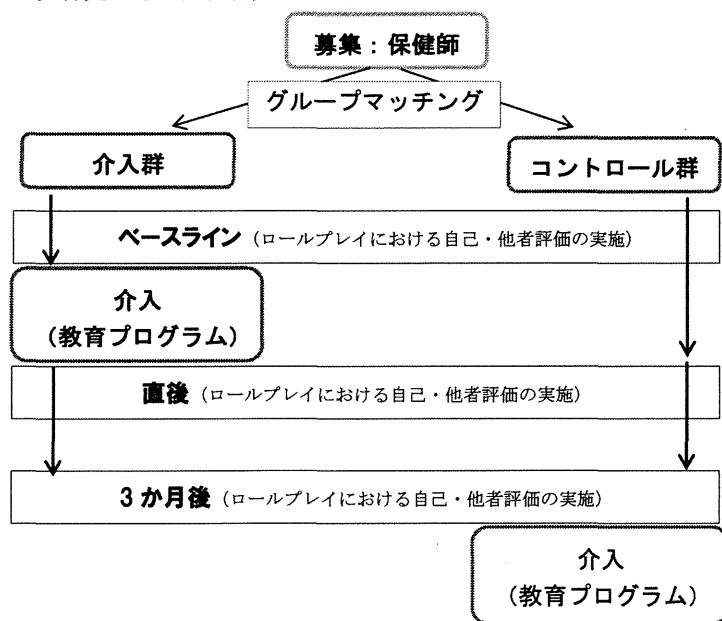 募集：保健師
グループマッチング
介入群
コントロール群
ベースライン（ロールプレイにおける自己・他者評価の実施）
介入
（教育プログラム）
直後（ロールプレイにおける自己・他者評価の実施）
3 か月後（ロールプレイにおける自己・他者評価の実施）
介入
（教育プログラム）